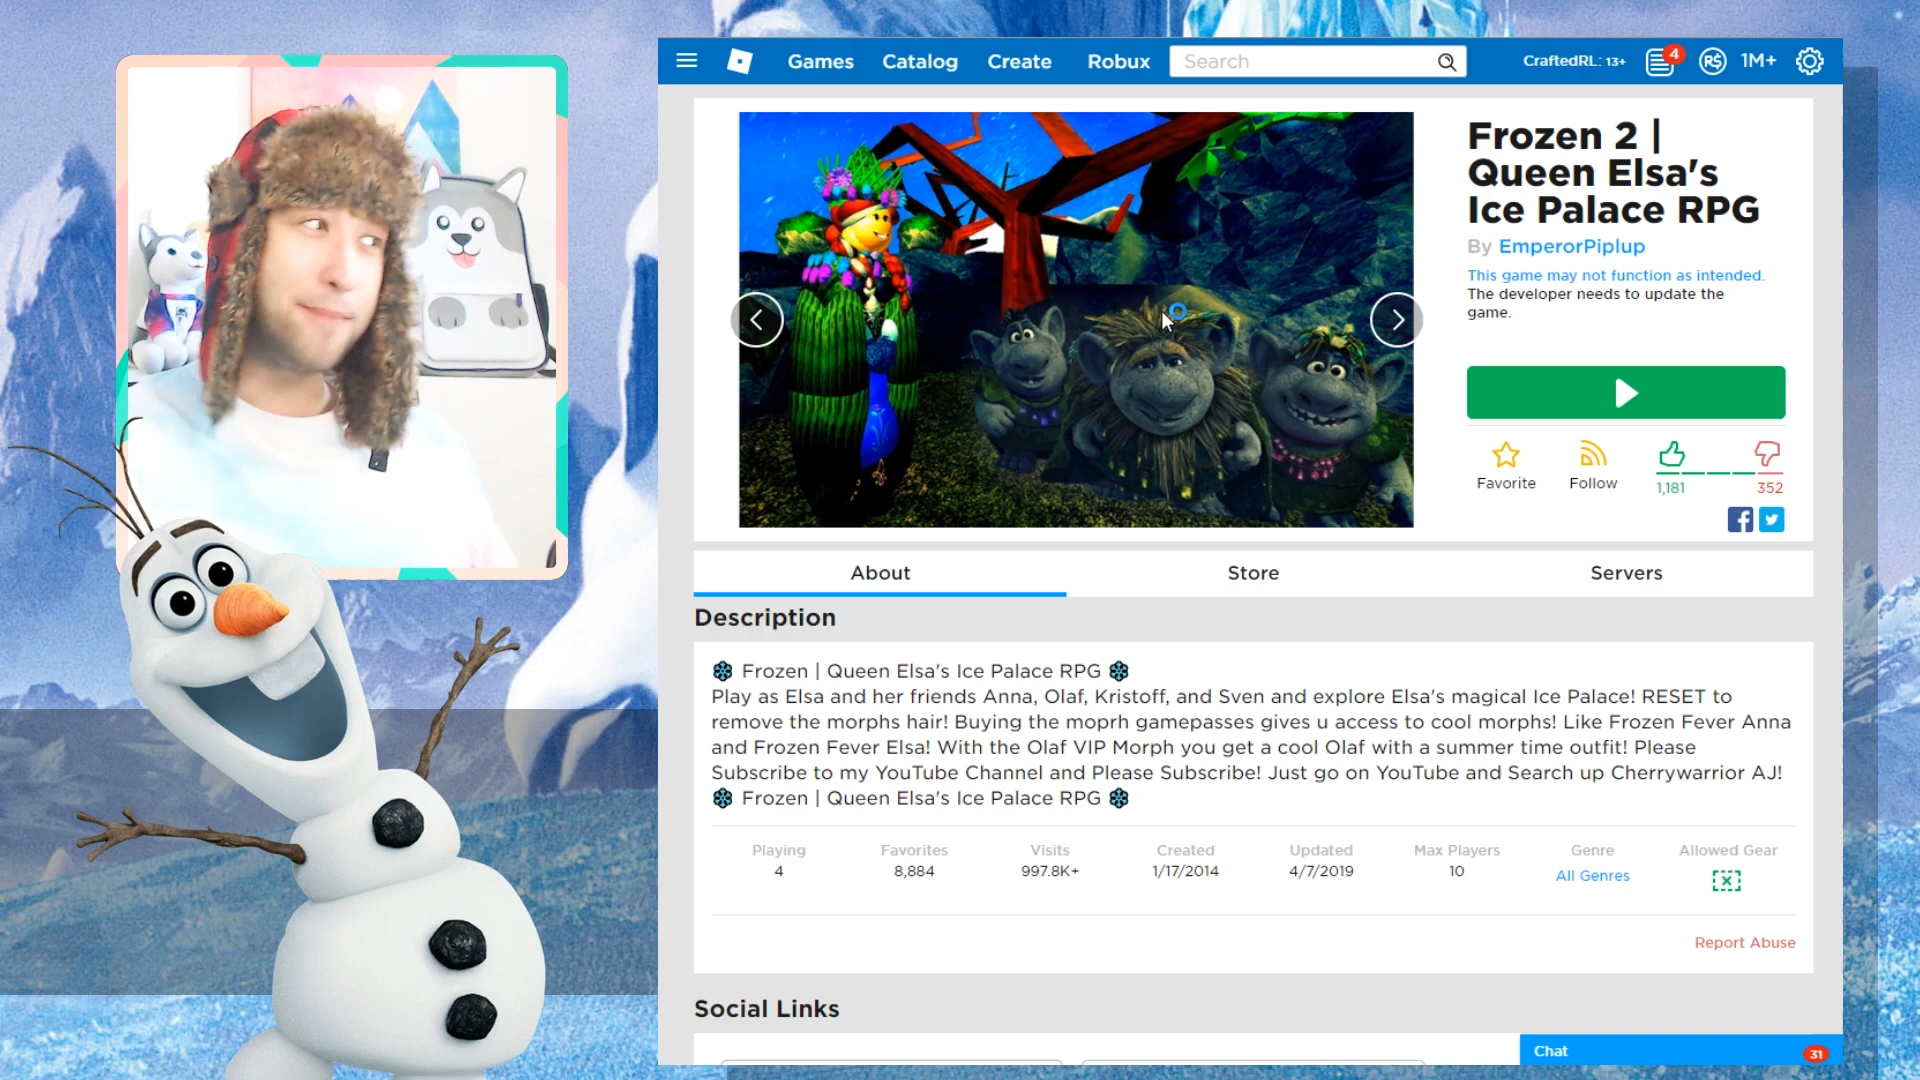 Games Catalog Create Robux Search CraftedRL: 13+ 4 R$ 1M+
Frozen 2 |
Queen Elsa's
Ice Palace RPG
By EmperorPiplup
This game may not function as intended.
The developer needs to update the
game.
Favorite Follow 1,181 352
About Store Servers
Description
Frozen | Queen Elsa's Ice Palace RPG
Play as Elsa and her friends Anna, Olaf, Kristoff, and Sven and explore Elsa's magical Ice Palace! RESET to
remove the morphs hair! Buying the moprh gamepasses gives u access to cool morphs! Like Frozen Fever Anna
and Frozen Fever Elsa! With the Olaf VIP Morph you get a cool Olaf with a summer time outfit! Please
Subscribe to my YouTube Channel and Please Subscribe! Just go on YouTube and Search up Cherrywarrior AJ!
Frozen | Queen Elsa's Ice Palace RPG
Playing Favorites Visits Created Updated Max Players Genre Allowed Gear
4 8,884 997.8K+ 1/17/2014 4/7/2019 10 All Genres
Report Abuse
Social Links
Chat 31